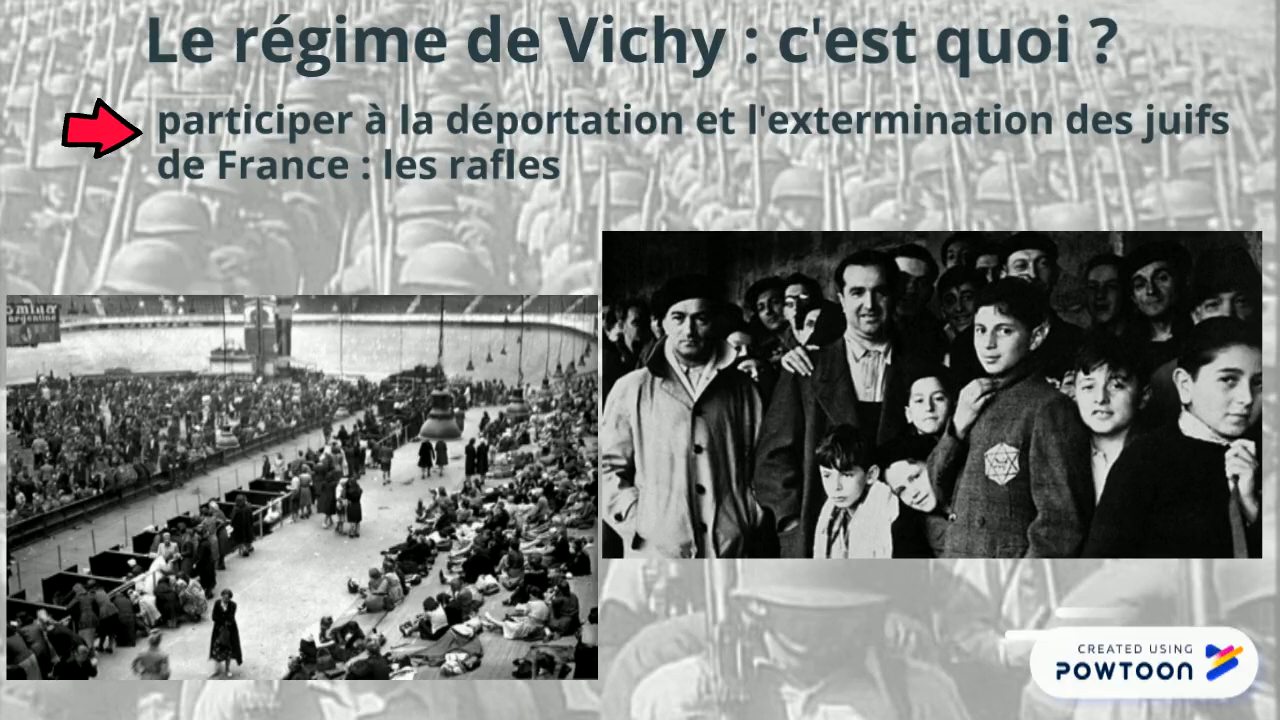 Le régime de Vichy : c'est quoi ?
participer à la déportation et l'extermination des juifs
de France : les rafles
argentine
CREATED USING
POWTOON